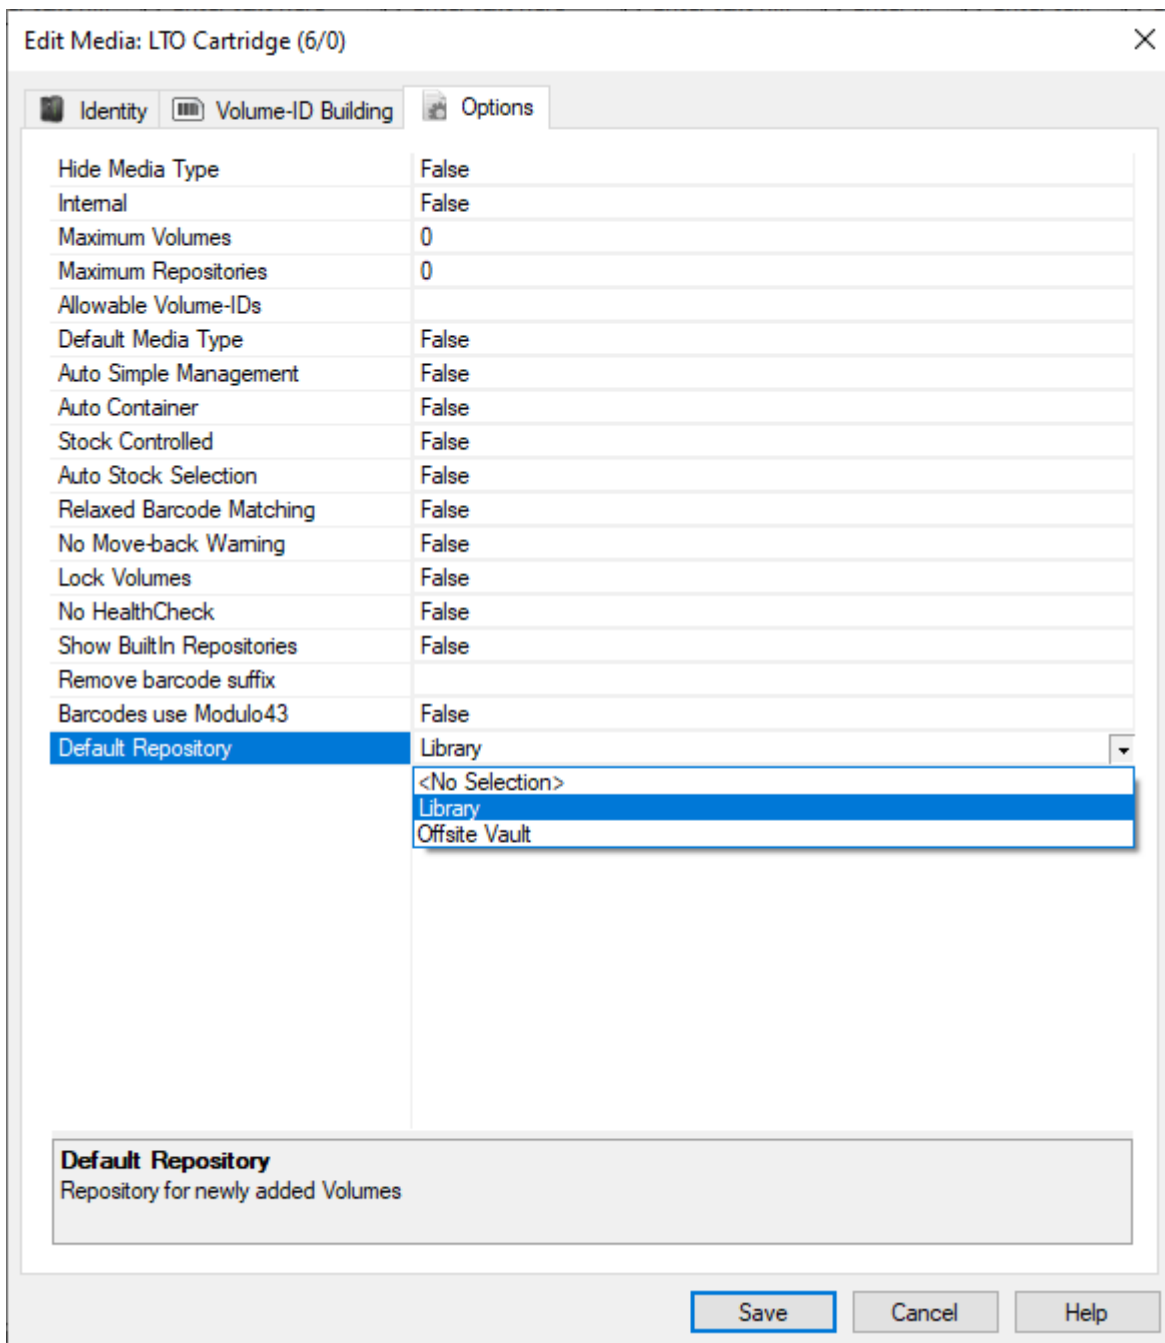 Edit Media: LTO Cartridge (6/0)
Identity Volume-ID Building Options
Hide Media Type False
Internal False
Maximum Volumes 0
Maximum Repositories 0
Allowable Volume-IDs
Default Media Type False
Auto Simple Management False
Auto Container False
Stock Controlled False
Auto Stock Selection False
Relaxed Barcode Matching False
No Move-back Warning False
Lock Volumes False
No HealthCheck False
Show BuiltIn Repositories False
Remove barcode suffix
Barcodes use Modulo43 False
Default Repository Library
<No Selection>
Library
Offsite Vault
Default Repository
Repository for newly added Volumes
Save Cancel Help